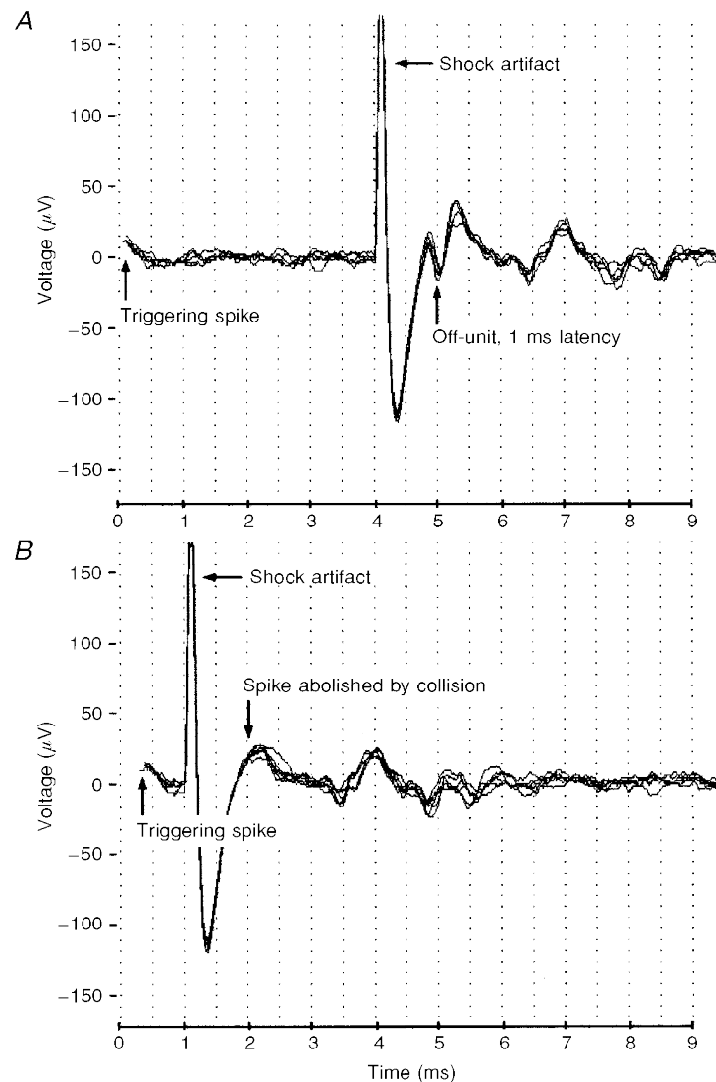 A
150
Shock artifact
100
50
0
−50
−100
−150
Voltage (μV)
Triggering spike
Off-unit, 1 ms latency
0 1 2 3 4 5 6 7 8 9
B
150
Shock artifact
100
Spike abolished by collision
50
0
−50
−100
−150
Voltage (μV)
Triggering spike
0 1 2 3 4 5 6 7 8 9
Time (ms)